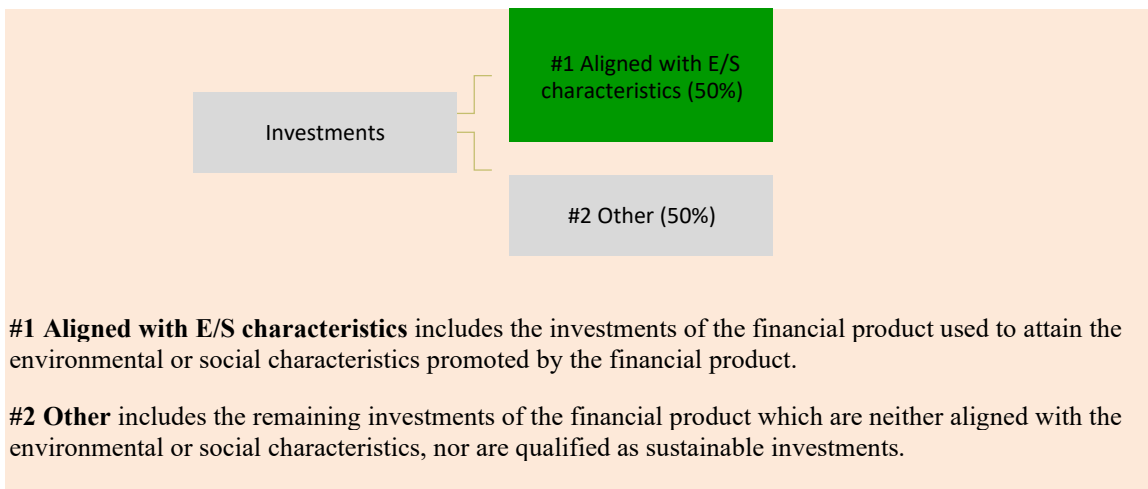 #1 Aligned with E/S
characteristics (50%)
Investments
#2 Other (50%)
#1 Aligned with E/S characteristics includes the investments of the financial product used to attain the
environmental or social characteristics promoted by the financial product.
#2 Other includes the remaining investments of the financial product which are neither aligned with the
environmental or social characteristics, nor are qualified as sustainable investments.